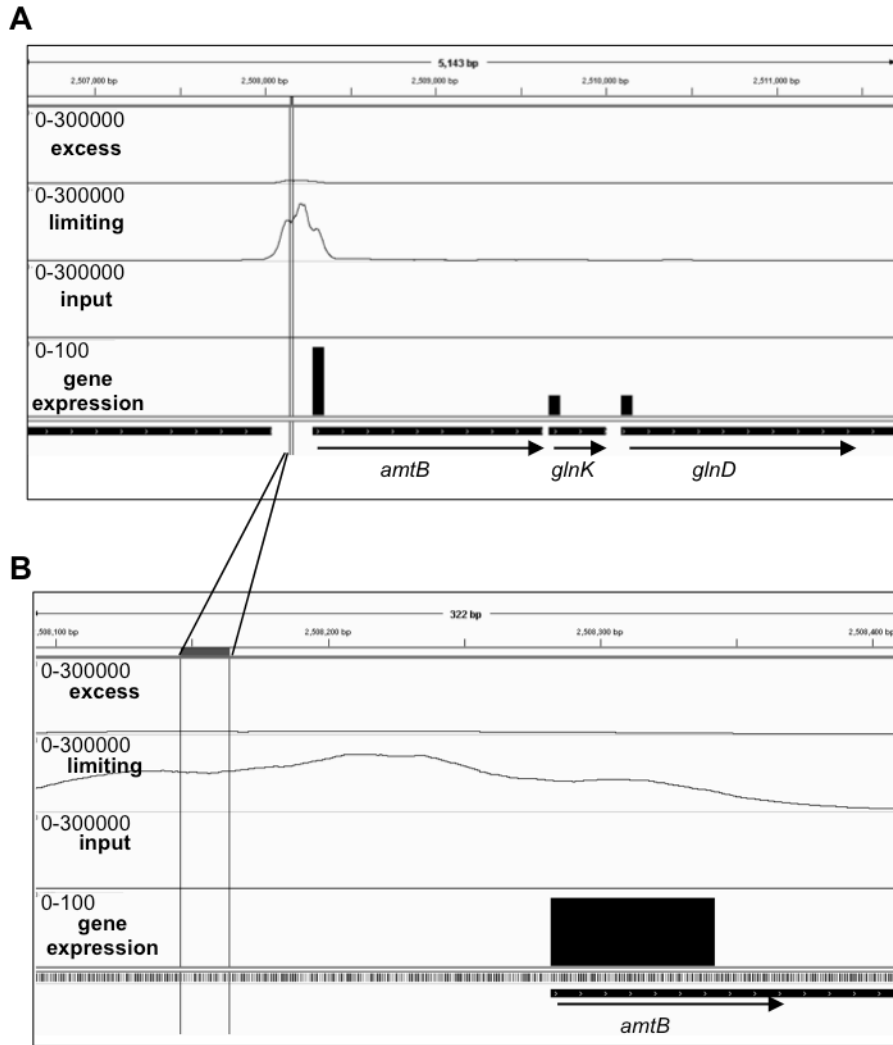 A
5,143 bp
2,507,000 bp 2,508,000 bp 2,509,000 bp 2,510,000 bp 2,511,000 bp
0-300000
excess
0-300000
limiting
0-300000
input
0-100
gene
expression
amtB glnK glnD
B
322 bp
,508,100 bp 2,508,200 bp 2,508,300 bp 2,508,400 bp
0-300000
excess
0-300000
limiting
0-300000
input
0-100
gene
expression
amtB